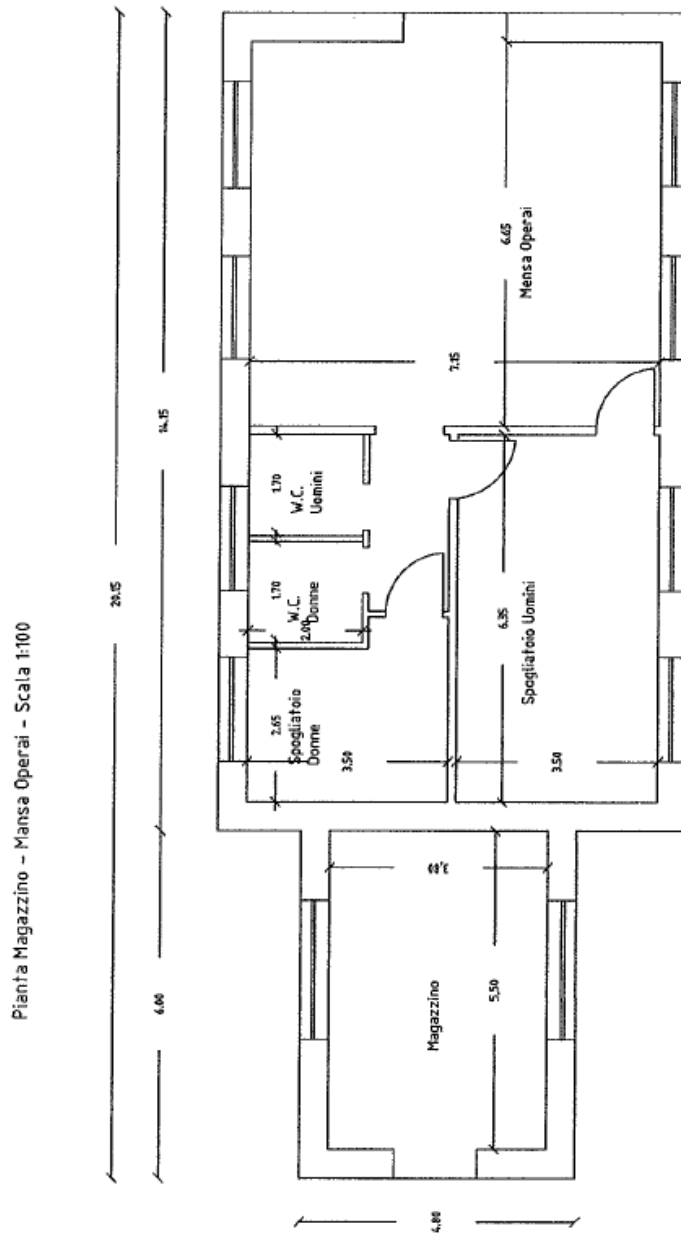 Pianta Magazzino - Mansa Operai - Scala 1:100
20.15
14.15
6.00
4.80
6.65
Mensa Operai
7.15
1.70
W.C.
Uomini
1.70
W.C.
Donne
2.00
2.65
Spogliatoio
Donne
3.50
6.35
Spogliatoio Uomini
3.50
3.80
Magazzino
5,50